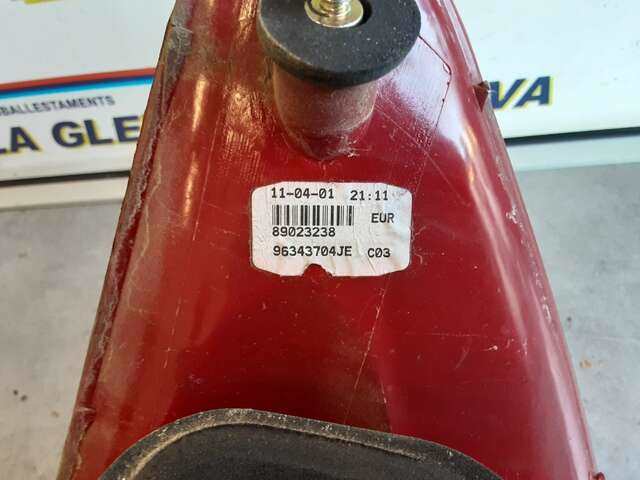 BALLESTAMENTS
LA GLE
VA
11-04-01 21:11
EUR
89023238
96343704JE C03